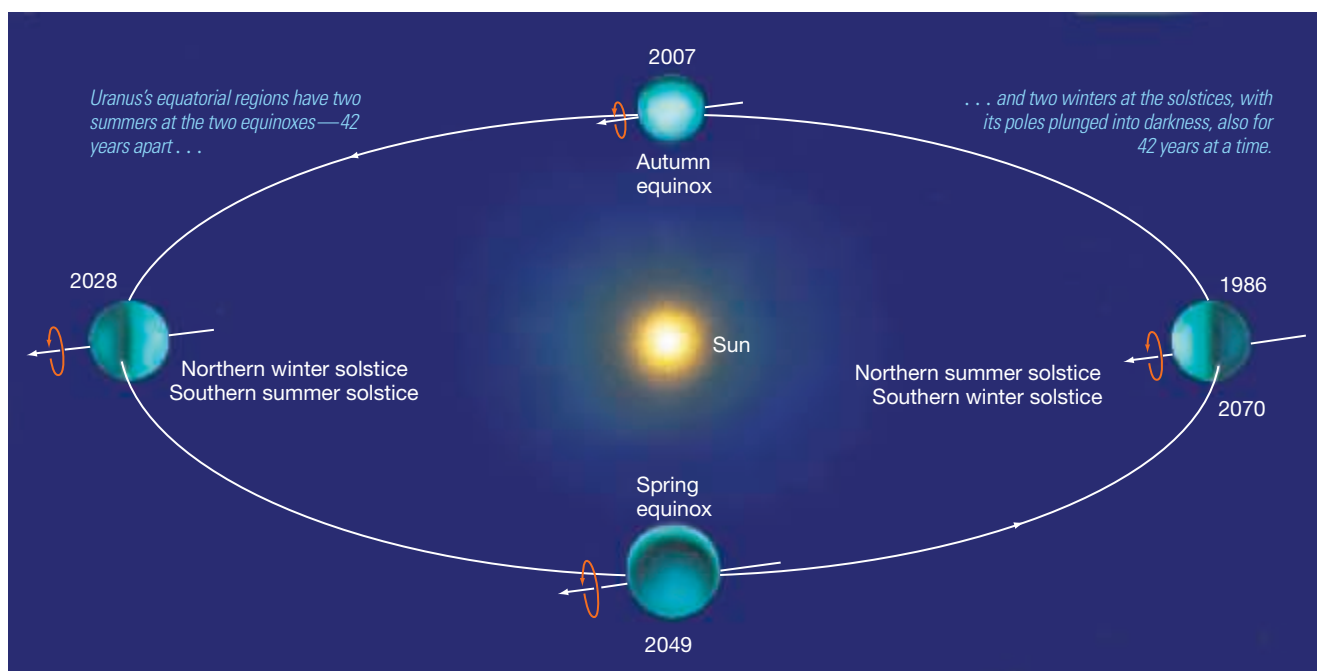 2007
Uranus's equatorial regions have two
summers at the two equinoxes—42
years apart . . .
. . . and two winters at the solstices, with
its poles plunged into darkness, also for
42 years at a time.
Autumn
equinox
2028
1986
Sun
Northern winter solstice
Southern summer solstice
Northern summer solstice
Southern winter solstice
2070
Spring
equinox
2049